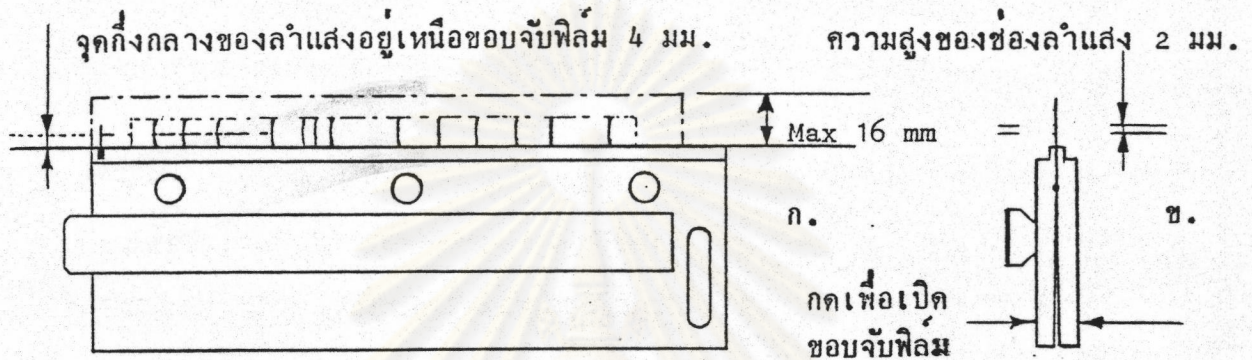 จุดกึ่งกลางของลำแสงอยู่เหนือขอบจับฟิล์ม 4 มม.
ความสูงของช่องลำแสง 2 มม.
Max 16 mm
ก.
ข.
กดเพื่อเปิด
ขอบจับฟิล์ม